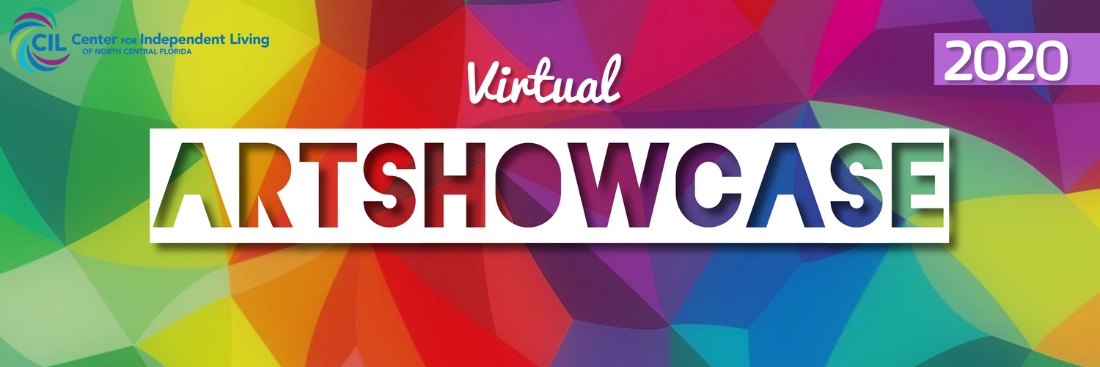 CIL Center FOR Independent Living
OF NORTH CENTRAL FLORIDA
2020
Virtual
ARTSHOWCASE